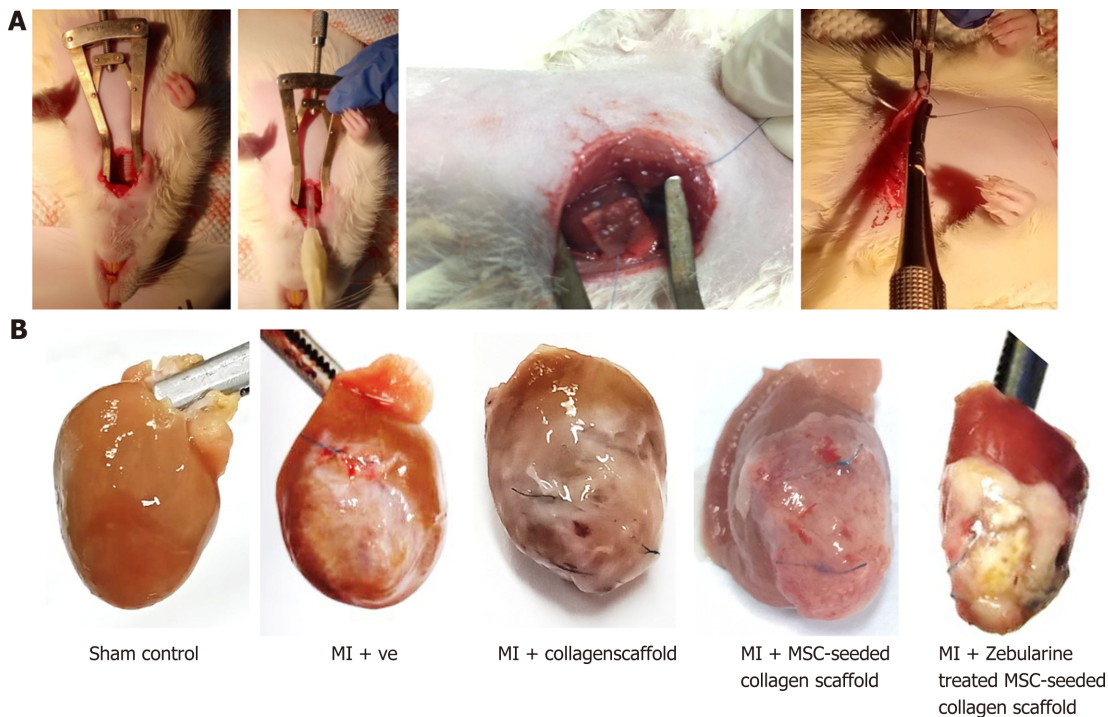 A
B
Sham control
MI + ve
MI + collagenscaffold
MI + MSC-seeded
collagen scaffold
MI + Zebularine
treated MSC-seeded
collagen scaffold